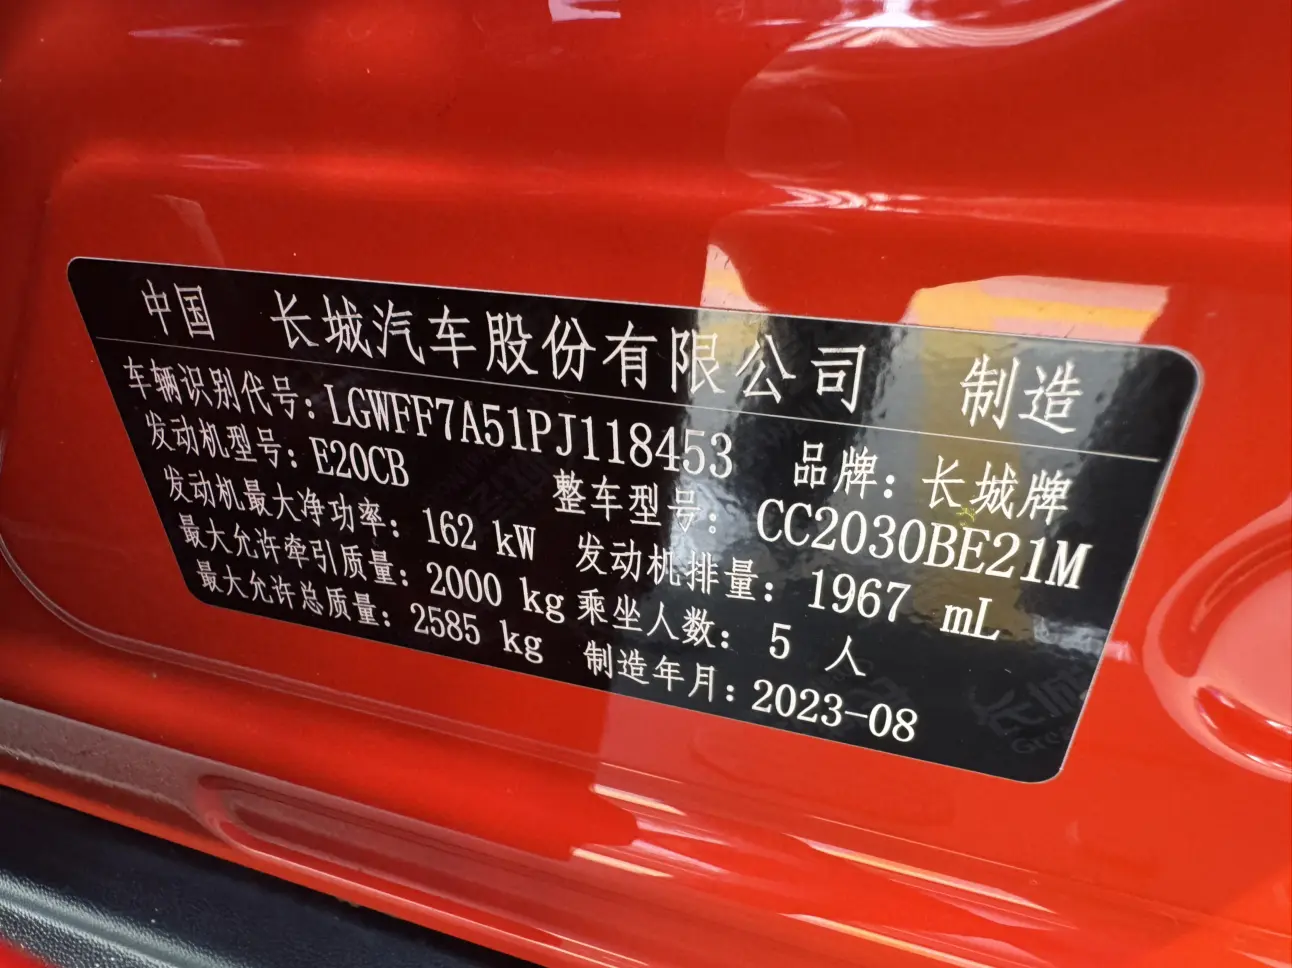 中国 长城汽车股份有限公司 制造
车辆识别代号: LGWFF7A51PJ118453 品牌: 长城牌
发动机型号: E20CB 整车型号: CC2030BE21M
发动机最大净功率: 162 kW 发动机排量: 1967 mL
最大允许牵引质量: 2000 kg 乘坐人数: 5 人
最大允许总质量: 2585 kg 制造年月: 2023-08